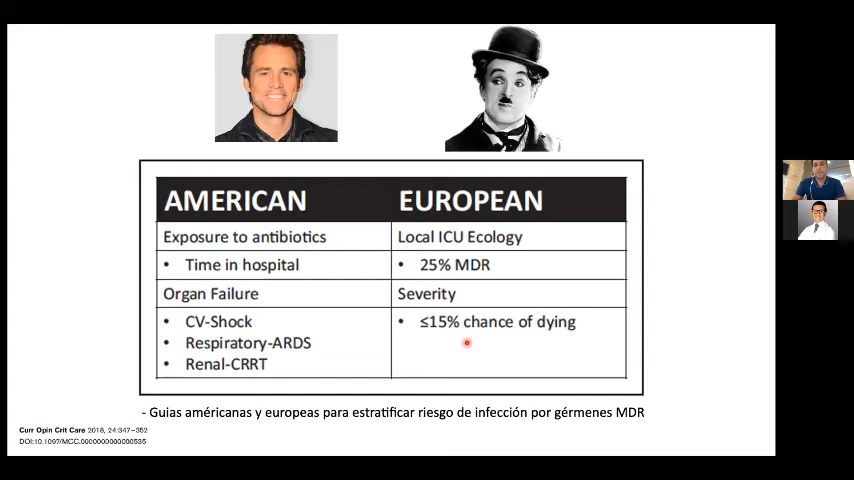 AMERICAN EUROPEAN
Exposure to antibiotics Local ICU Ecology
• Time in hospital • 25% MDR
Organ Failure Severity
• CV-Shock • ≤15% chance of dying
• Respiratory-ARDS
• Renal-CRRT
- Guias américanas y europeas para estratificar riesgo de infección por gérmenes MDR
Curr Opin Crit Care 2018, 24:347–352
DOI:10.1097/MCC.0000000000000535